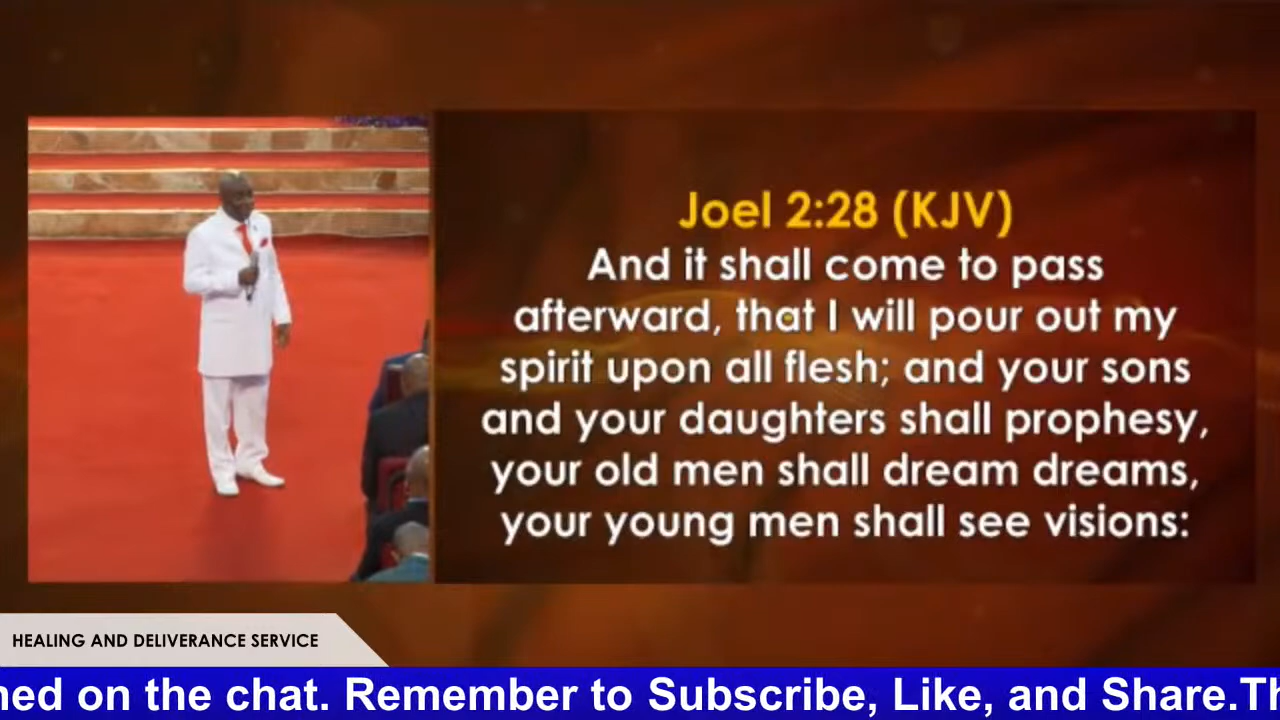 Joel 2:28 (KJV)
And it shall come to pass
afterward, that I will pour out my
spirit upon all flesh; and your sons
and your daughters shall prophesy,
your old men shall dream dreams,
your young men shall see visions:
HEALING AND DELIVERANCE SERVICE
on the chat. Remember to Subscribe, Like, and Share.